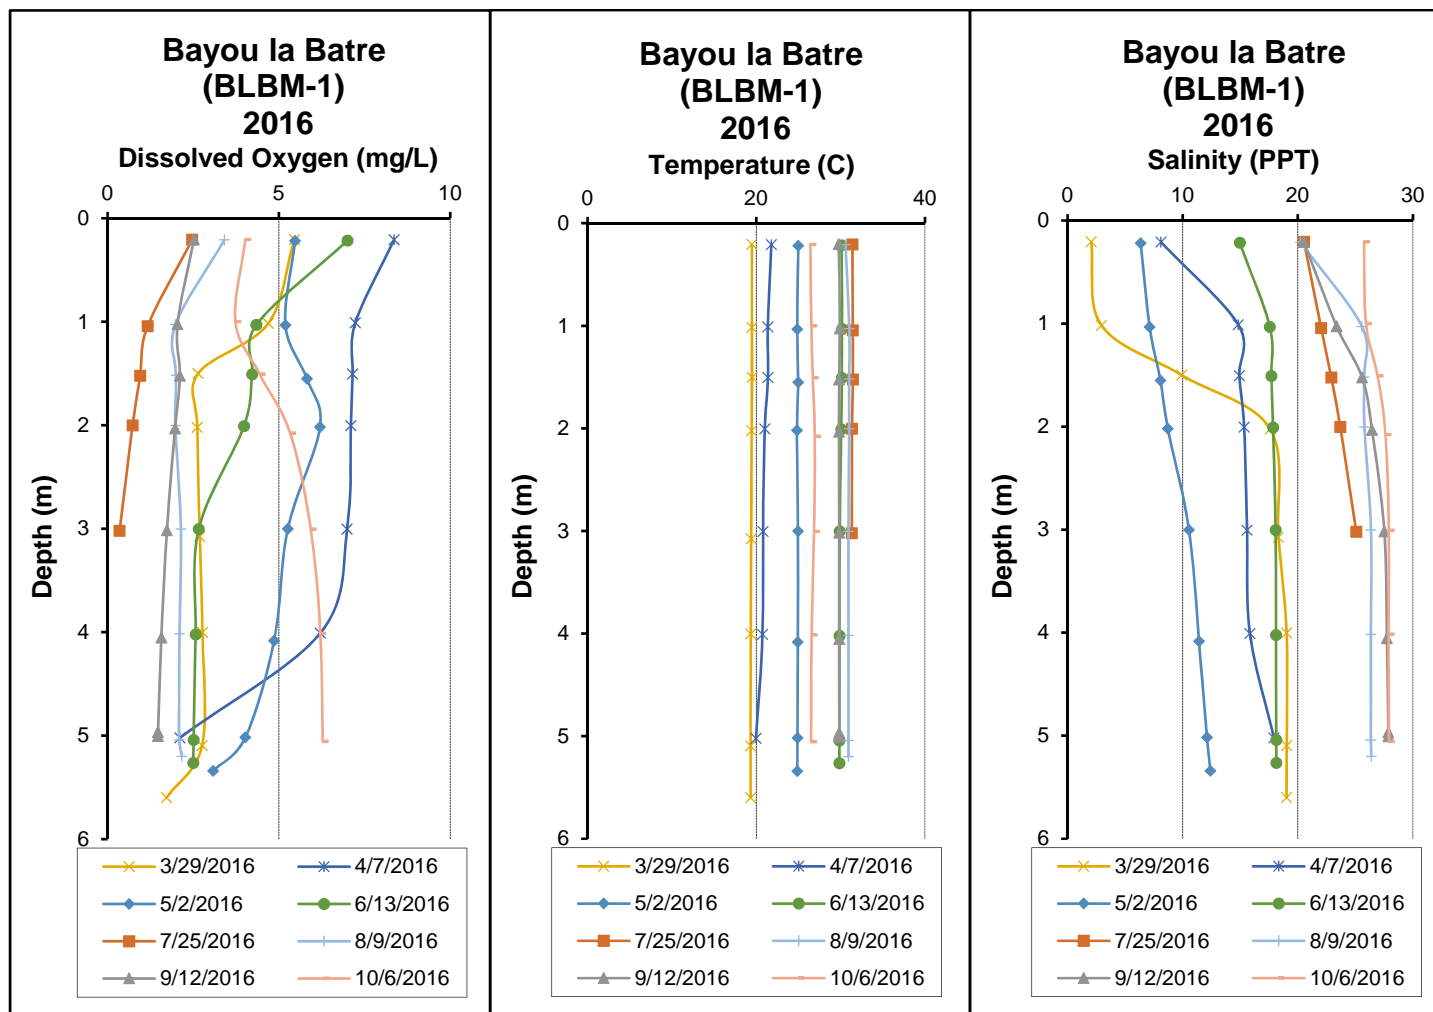 Bayou la Batre
(BLBM-1)
2016
Dissolved Oxygen (mg/L)
0 5 10
0
1
2
3
4
5
6
Depth (m)
3/29/2016 4/7/2016
5/2/2016 6/13/2016
7/25/2016 8/9/2016
9/12/2016 10/6/2016
Bayou la Batre
(BLBM-1)
2016
Temperature (C)
0 20 40
0
1
2
3
4
5
6
Depth (m)
3/29/2016 4/7/2016
5/2/2016 6/13/2016
7/25/2016 8/9/2016
9/12/2016 10/6/2016
Bayou la Batre
(BLBM-1)
2016
Salinity (PPT)
0 10 20 30
0
1
2
3
4
5
6
Depth (m)
3/29/2016 4/7/2016
5/2/2016 6/13/2016
7/25/2016 8/9/2016
9/12/2016 10/6/2016